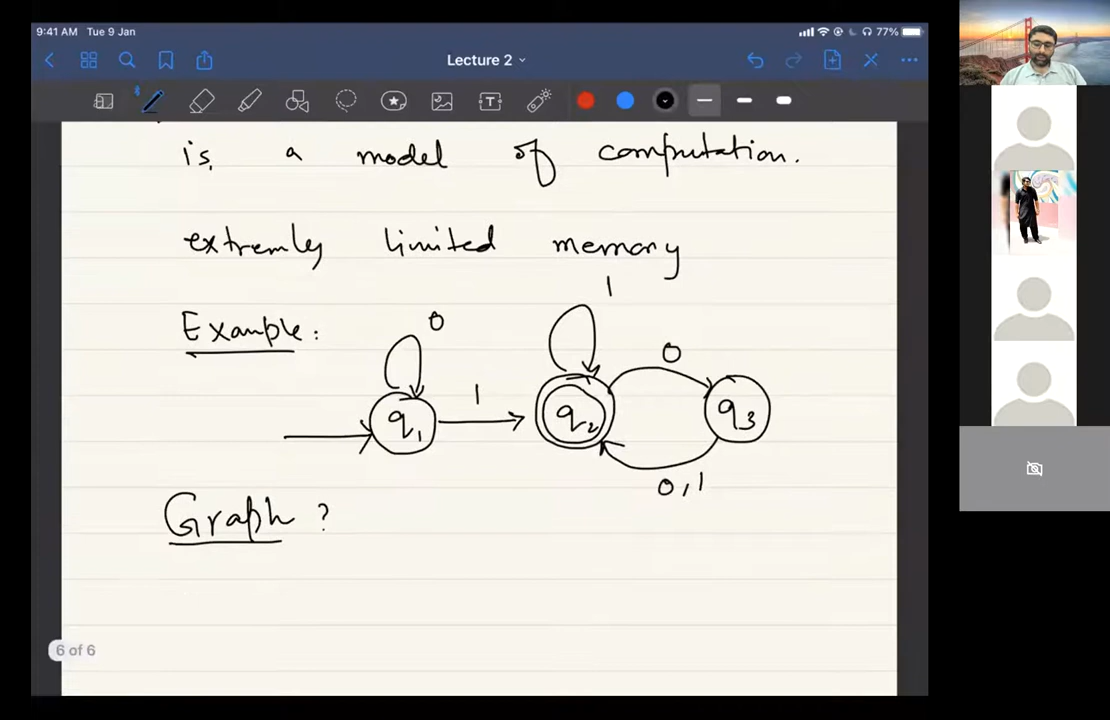 9:41 AM Tue 9 Jan
77%
Lecture 2
is a model of computation.
extremly limited memory
Example:
0
1
1
0
q1
q2
q3
0,1
Graph ?
6 of 6